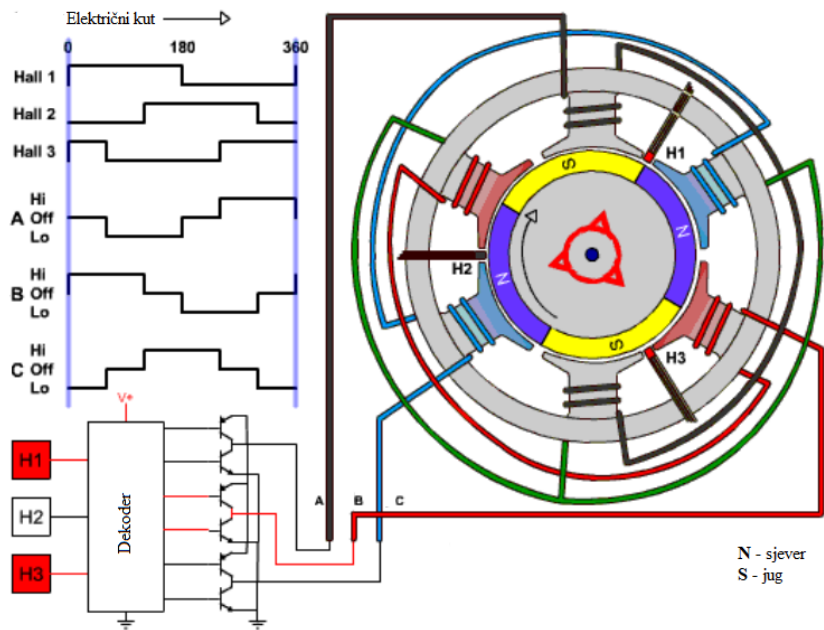 Električni kut
0 180 360
Hall 1
Hall 2
Hall 3
Hi
A Off
Lo
Hi
B Off
Lo
Hi
C Off
Lo
V+
H1
H2
H3
Dekoder
A B C
S
H1
N
H2
N
S
H3
N - sjever
S - jug